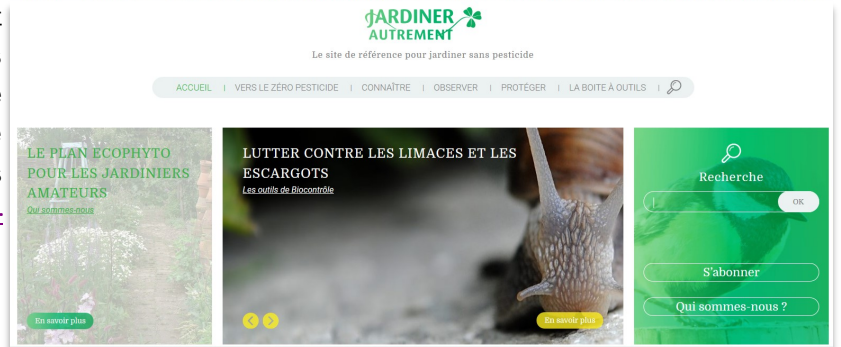 JARDINER
AUTREMENT
Le site de référence pour jardiner sans pesticide
ACCUEIL | VERS LE ZÉRO PESTICIDE | CONNAÎTRE | OBSERVER | PROTÉGER | LA BOITE À OUTILS |
LE PLAN ECOPHYTO
POUR LES JARDINIERS
AMATEURS
Qui sommes-nous
En savoir plus
LUTTER CONTRE LES LIMACES ET LES
ESCARGOTS
Les outils de Biocontrôle
En savoir plus
Recherche
OK
S'abonner
Qui sommes-nous ?